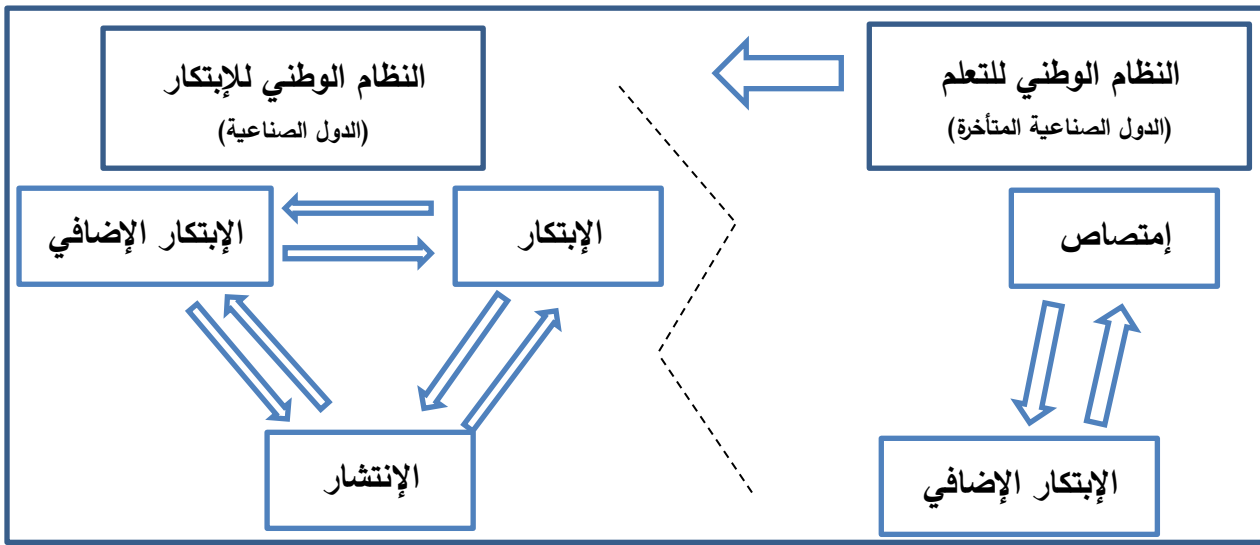 النظام الوطني للتعلم
(الدول الصناعية المتأخرة)
إمتصاص
الإبتكار الإضافي
النظام الوطني للإبتكار
(الدول الصناعية)
الإبتكار
الإبتكار الإضافي
الإنتشار